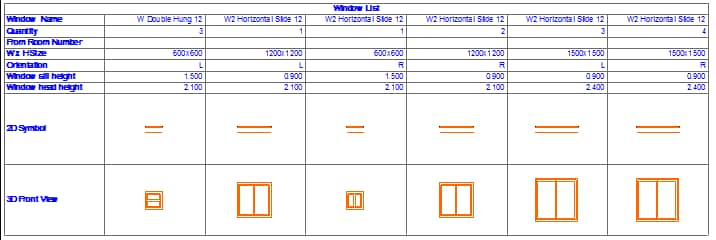 Window List
Window Name W Double Hung 12 W2 Horizontal Slide 12 W2 Horizontal Slide 12 W2 Horizontal Slide 12 W2 Horizontal Slide 12 W2 Horizontal Slide 12
Quantity 3 1 1 2 3 4
From Room Number
W x H Size 600x600 1200x1200 600x600 1200x1200 1500x1500 1500x1500
Orientation L L R R L R
Window sill height 1.500 0.900 1.500 0.900 0.900 0.900
Window head height 2.100 2.100 2.100 2.100 2.400 2.400
2D Symbol
3D Front View